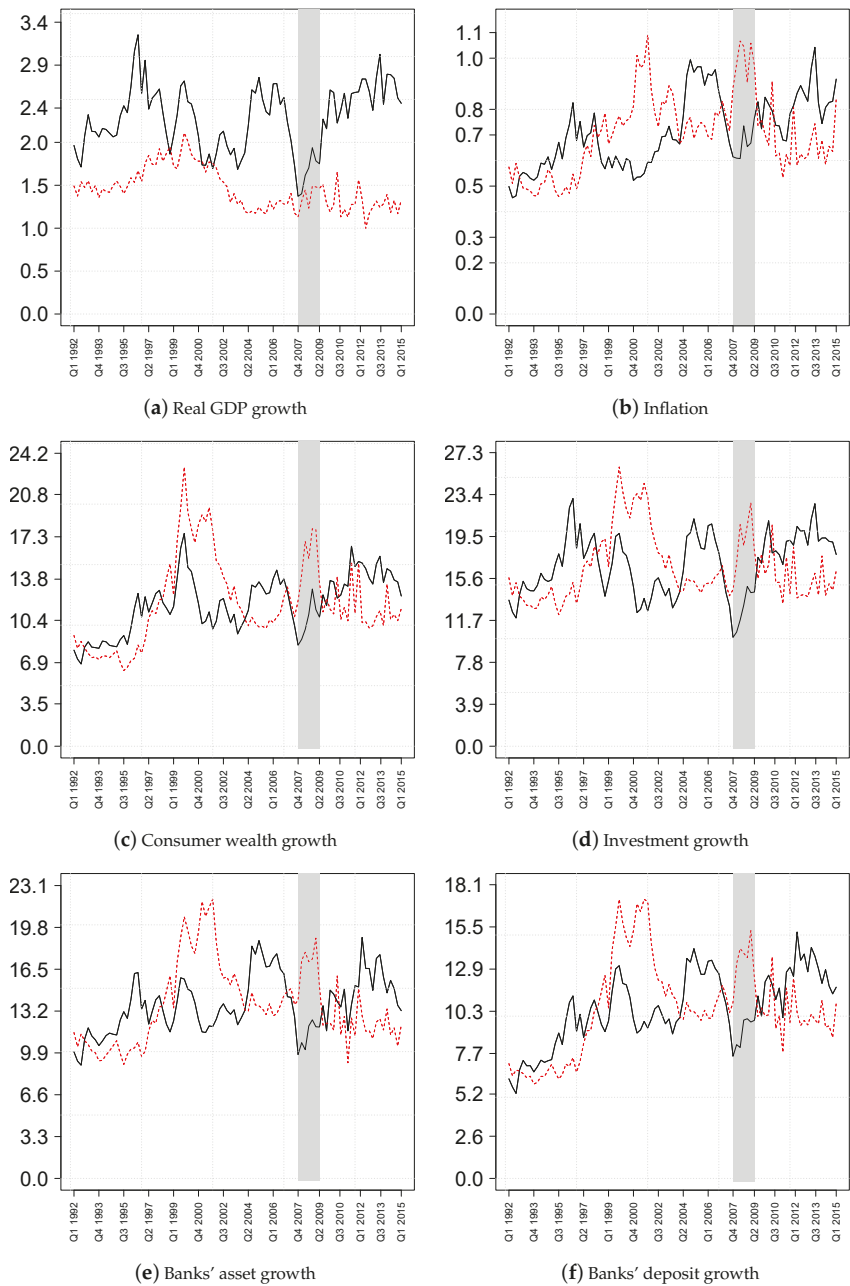 3.4
2.9
2.4
2.0
1.5
1.0
0.5
0.0
Q1 1992
Q4 1993
Q3 1995
Q2 1997
Q1 1999
Q4 2000
Q3 2002
Q2 2004
Q1 2006
Q4 2007
Q2 2009
Q3 2010
Q1 2012
Q3 2013
Q1 2015
(a) Real GDP growth
1.1
1.0
0.8
0.7
0.5
0.3
0.2
0.0
Q1 1992
Q4 1993
Q3 1995
Q2 1997
Q1 1999
Q4 2000
Q3 2002
Q2 2004
Q1 2006
Q4 2007
Q2 2009
Q3 2010
Q1 2012
Q3 2013
Q1 2015
(b) Inflation
24.2
20.8
17.3
13.8
10.4
6.9
3.5
0.0
Q1 1992
Q4 1993
Q3 1995
Q2 1997
Q1 1999
Q4 2000
Q3 2002
Q2 2004
Q1 2006
Q4 2007
Q2 2009
Q3 2010
Q1 2012
Q3 2013
Q1 2015
(c) Consumer wealth growth
27.3
23.4
19.5
15.6
11.7
7.8
3.9
0.0
Q1 1992
Q4 1993
Q3 1995
Q2 1997
Q1 1999
Q4 2000
Q3 2002
Q2 2004
Q1 2006
Q4 2007
Q2 2009
Q3 2010
Q1 2012
Q3 2013
Q1 2015
(d) Investment growth
23.1
19.8
16.5
13.2
9.9
6.6
3.3
0.0
Q1 1992
Q4 1993
Q3 1995
Q2 1997
Q1 1999
Q4 2000
Q3 2002
Q2 2004
Q1 2006
Q4 2007
Q2 2009
Q3 2010
Q1 2012
Q3 2013
Q1 2015
(e) Banks' asset growth
18.1
15.5
12.9
10.3
7.7
5.2
2.6
0.0
Q1 1992
Q4 1993
Q3 1995
Q2 1997
Q1 1999
Q4 2000
Q3 2002
Q2 2004
Q1 2006
Q4 2007
Q2 2009
Q3 2010
Q1 2012
Q3 2013
Q1 2015
(f) Banks' deposit growth